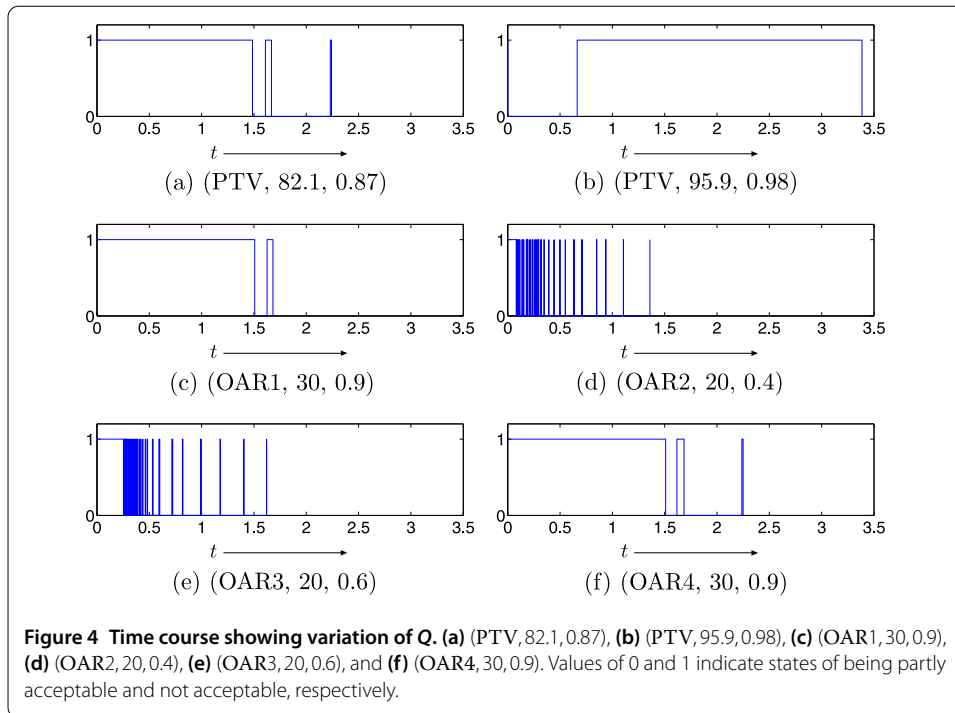 1
0
0 0.5 1 1.5 2 2.5 3 3.5
t
(a) (PTV, 82.1, 0.87)
1
0
0 0.5 1 1.5 2 2.5 3 3.5
t
(b) (PTV, 95.9, 0.98)
1
0
0 0.5 1 1.5 2 2.5 3 3.5
t
(c) (OAR1, 30, 0.9)
1
0
0 0.5 1 1.5 2 2.5 3 3.5
t
(d) (OAR2, 20, 0.4)
1
0
0 0.5 1 1.5 2 2.5 3 3.5
t
(e) (OAR3, 20, 0.6)
1
0
0 0.5 1 1.5 2 2.5 3 3.5
t
(f) (OAR4, 30, 0.9)
Figure 4 Time course showing variation of Q. (a) (PTV, 82.1, 0.87), (b) (PTV, 95.9, 0.98), (c) (OAR1, 30, 0.9),
(d) (OAR2, 20, 0.4), (e) (OAR3, 20, 0.6), and (f) (OAR4, 30, 0.9). Values of 0 and 1 indicate states of being partly
acceptable and not acceptable, respectively.